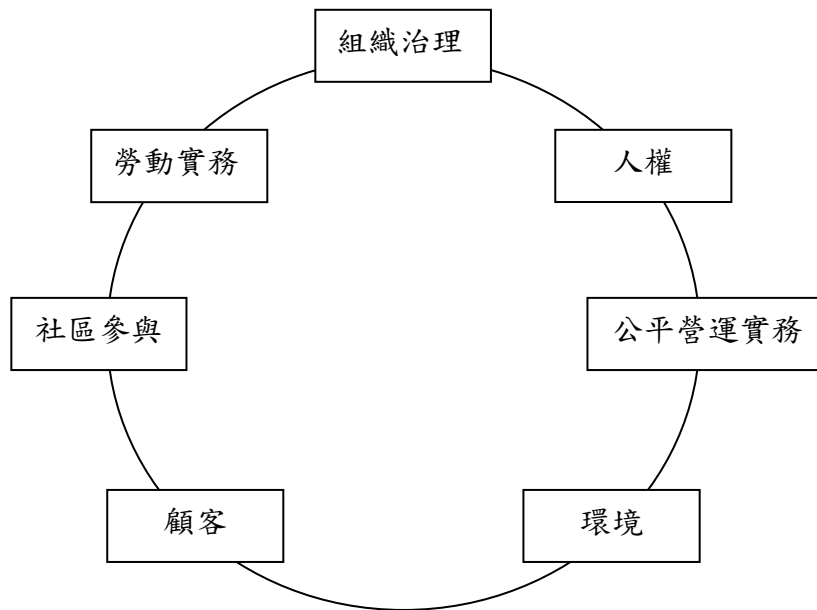 組織治理
勞動實務
人權
社區參與
公平營運實務
顧客
環境